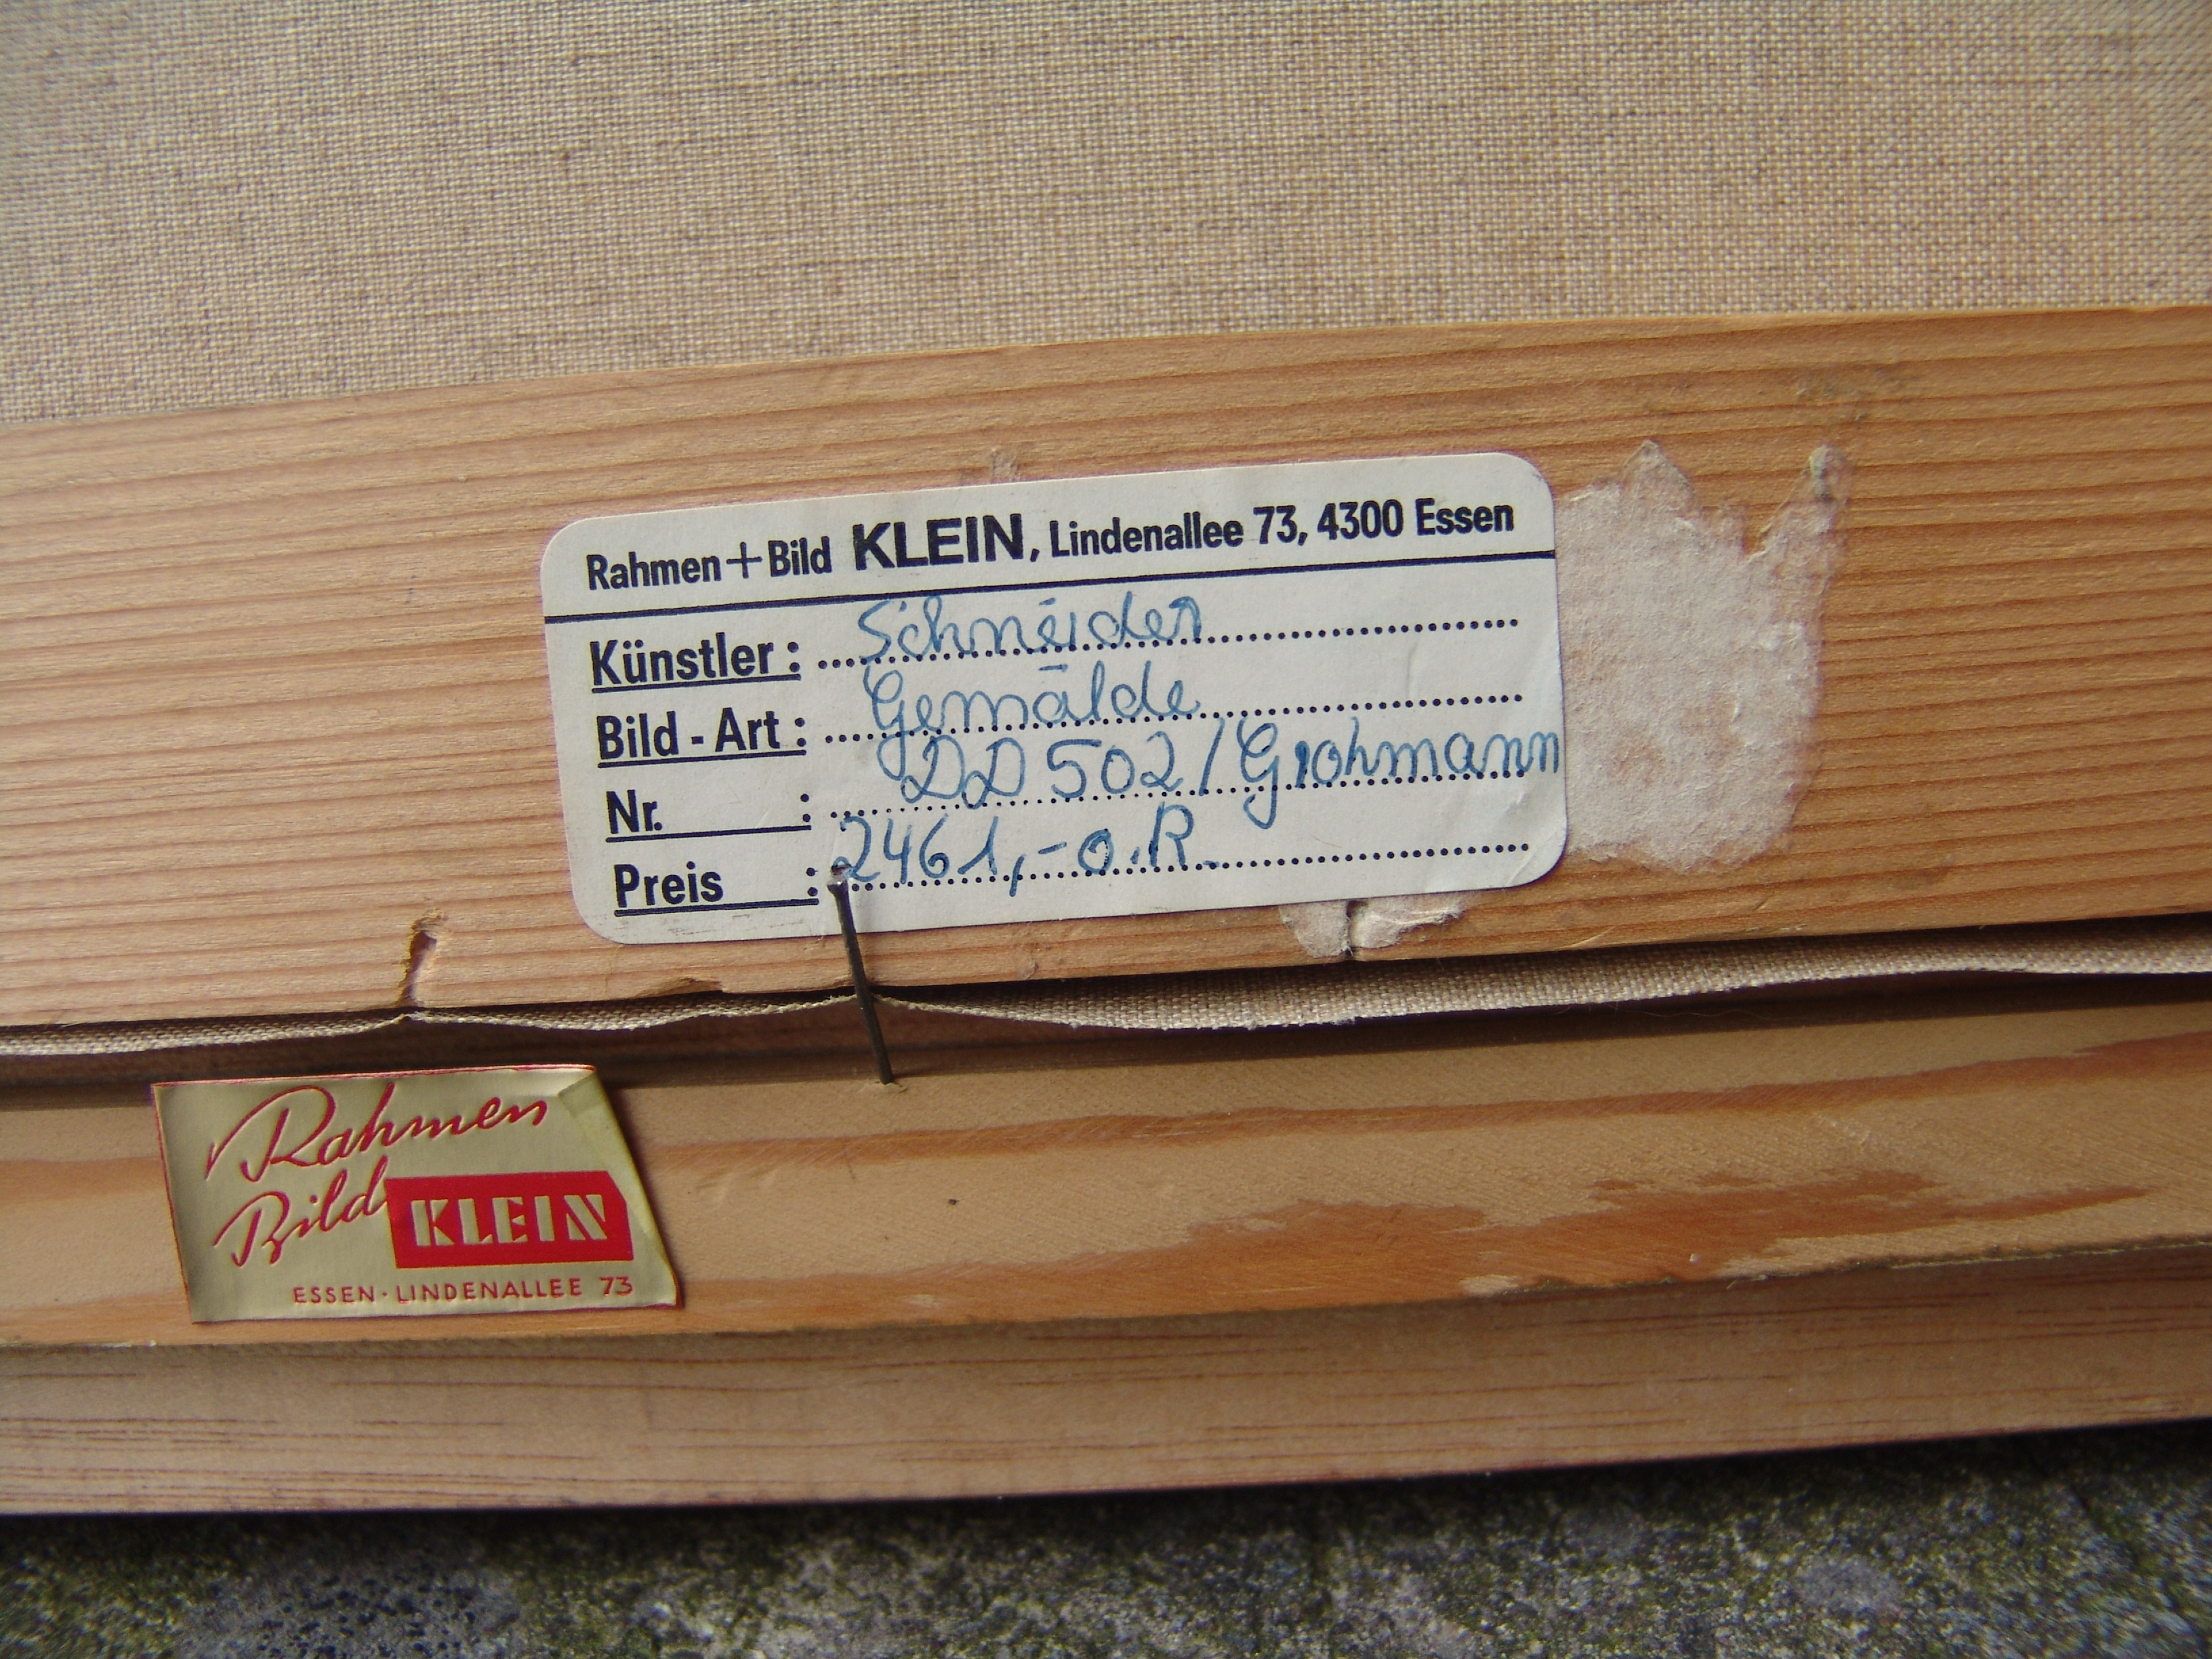 Rahmen+Bild KLEIN, Lindenallee 73, 4300 Essen
Künstler: Schneider
Bild-Art: Gemälde
Nr. : DD 502/Grohmann
Preis : 2461,- o.R.
Rahmen
Bild KLEIN
ESSEN·LINDENALLEE 73